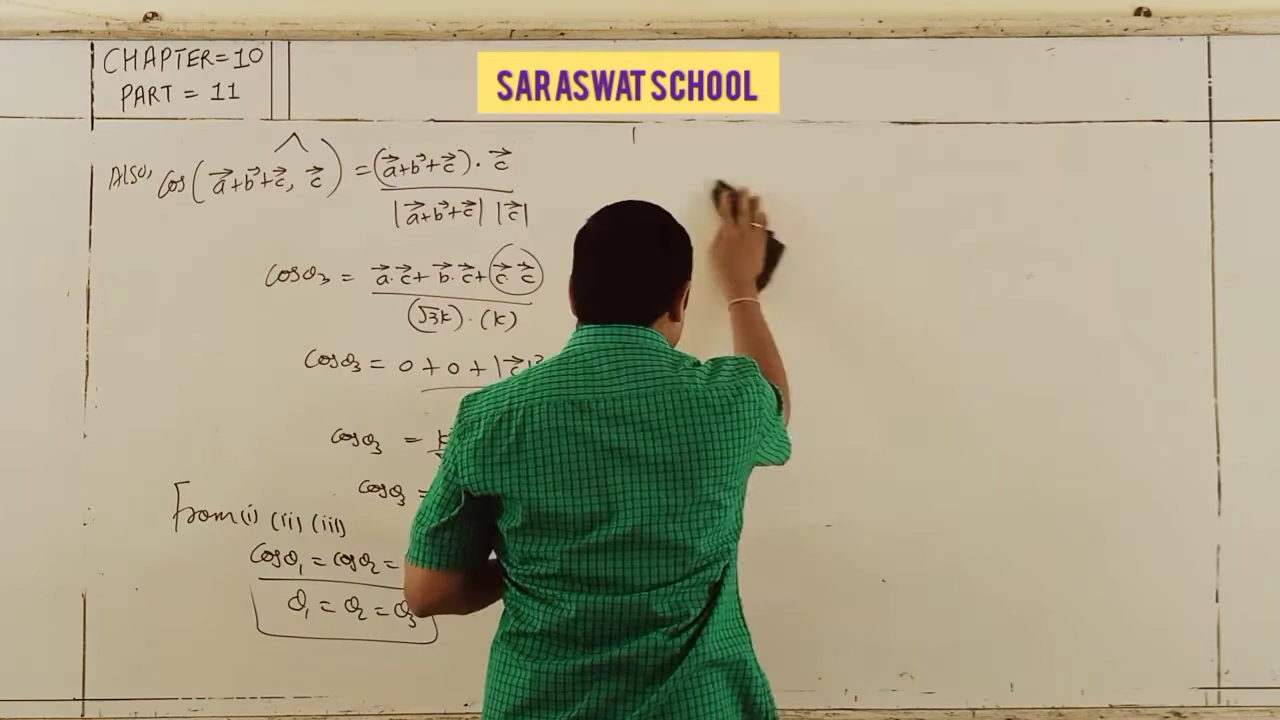 CHAPTER=10
PART = 11
SARASWAT SCHOOL
Also, cos(a⃗+b⃗+c⃗, c⃗) = (a⃗+b⃗+c⃗)·c⃗
|a⃗+b⃗+c⃗| |c⃗|
cosθ₃ = a⃗·c⃗+ b⃗·c⃗+ c⃗·c⃗
(√3k)·(k)
cosθ₃ = 0 + 0 + |c⃗|²
cosθ₃ = k
cosθ₃ =
From (i) (ii) (iii)
cosθ₁ = cosθ₂ =
θ₁ = θ₂ = θ₃